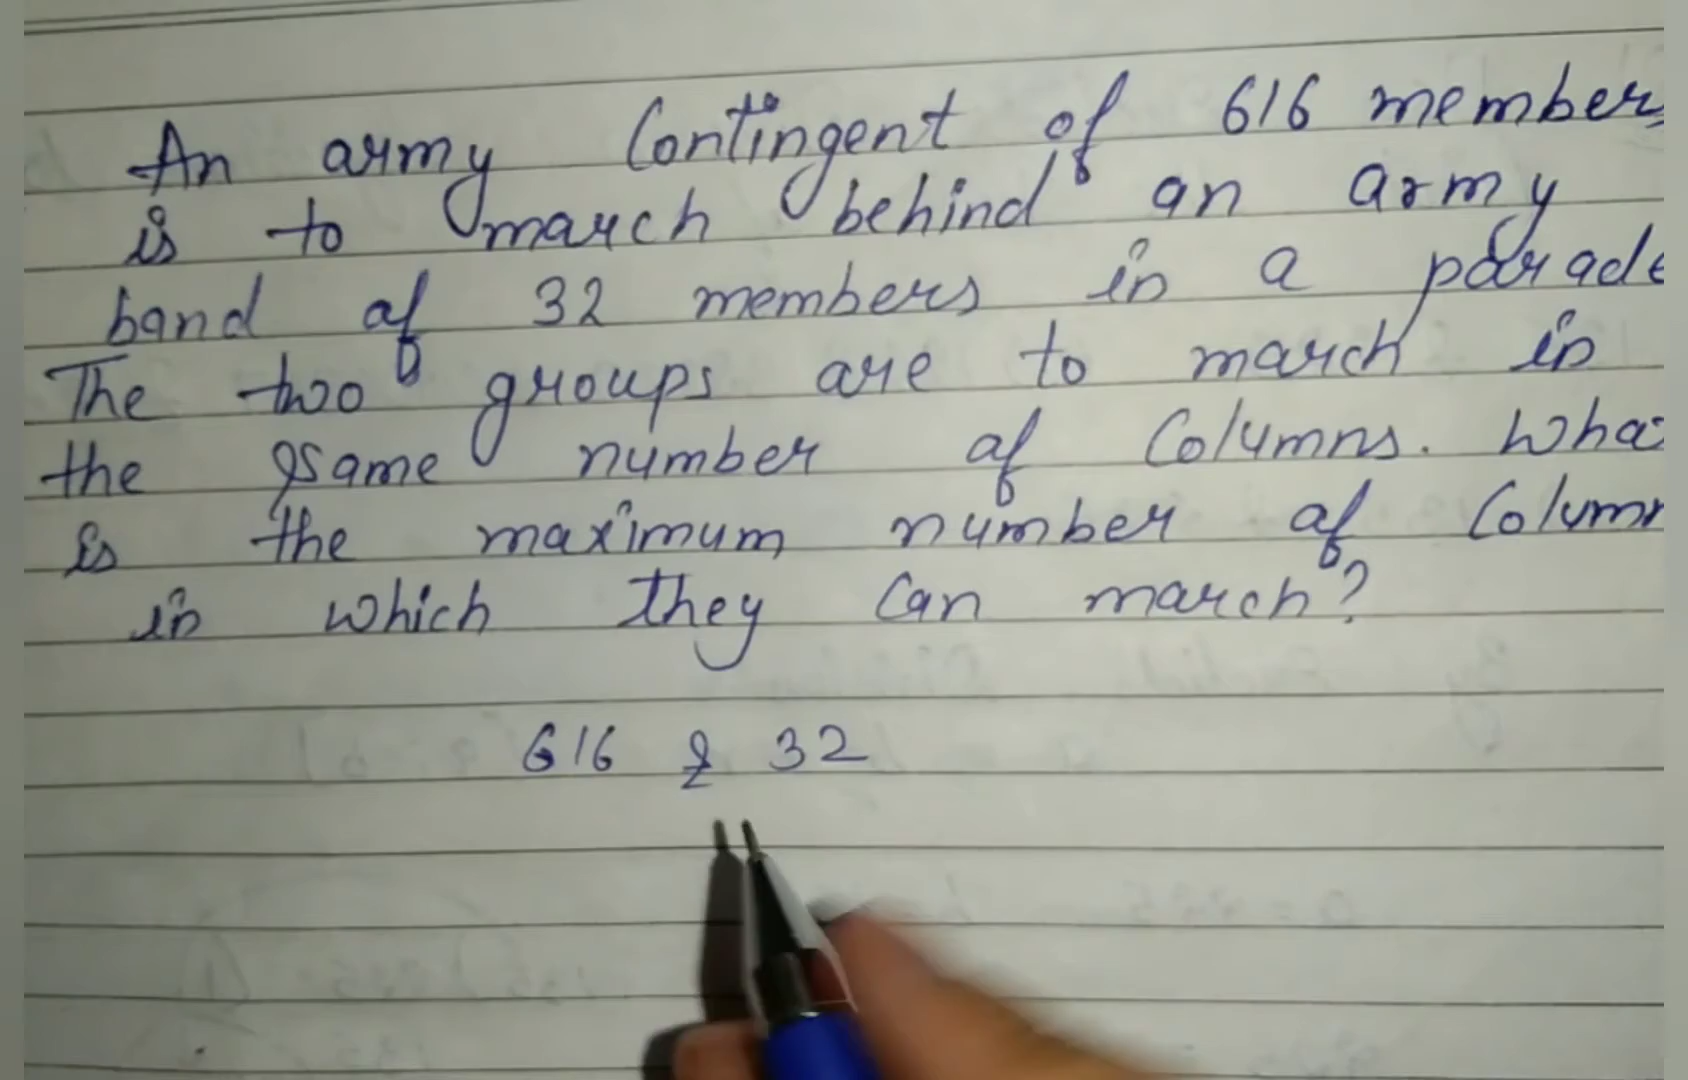 An army Contingent of 616 members
is to march behind an army
band of 32 members in a parade
The two groups are to march in
the same number of Columns. Wha
is the maximum number of Column
in which they can march?
616 & 32